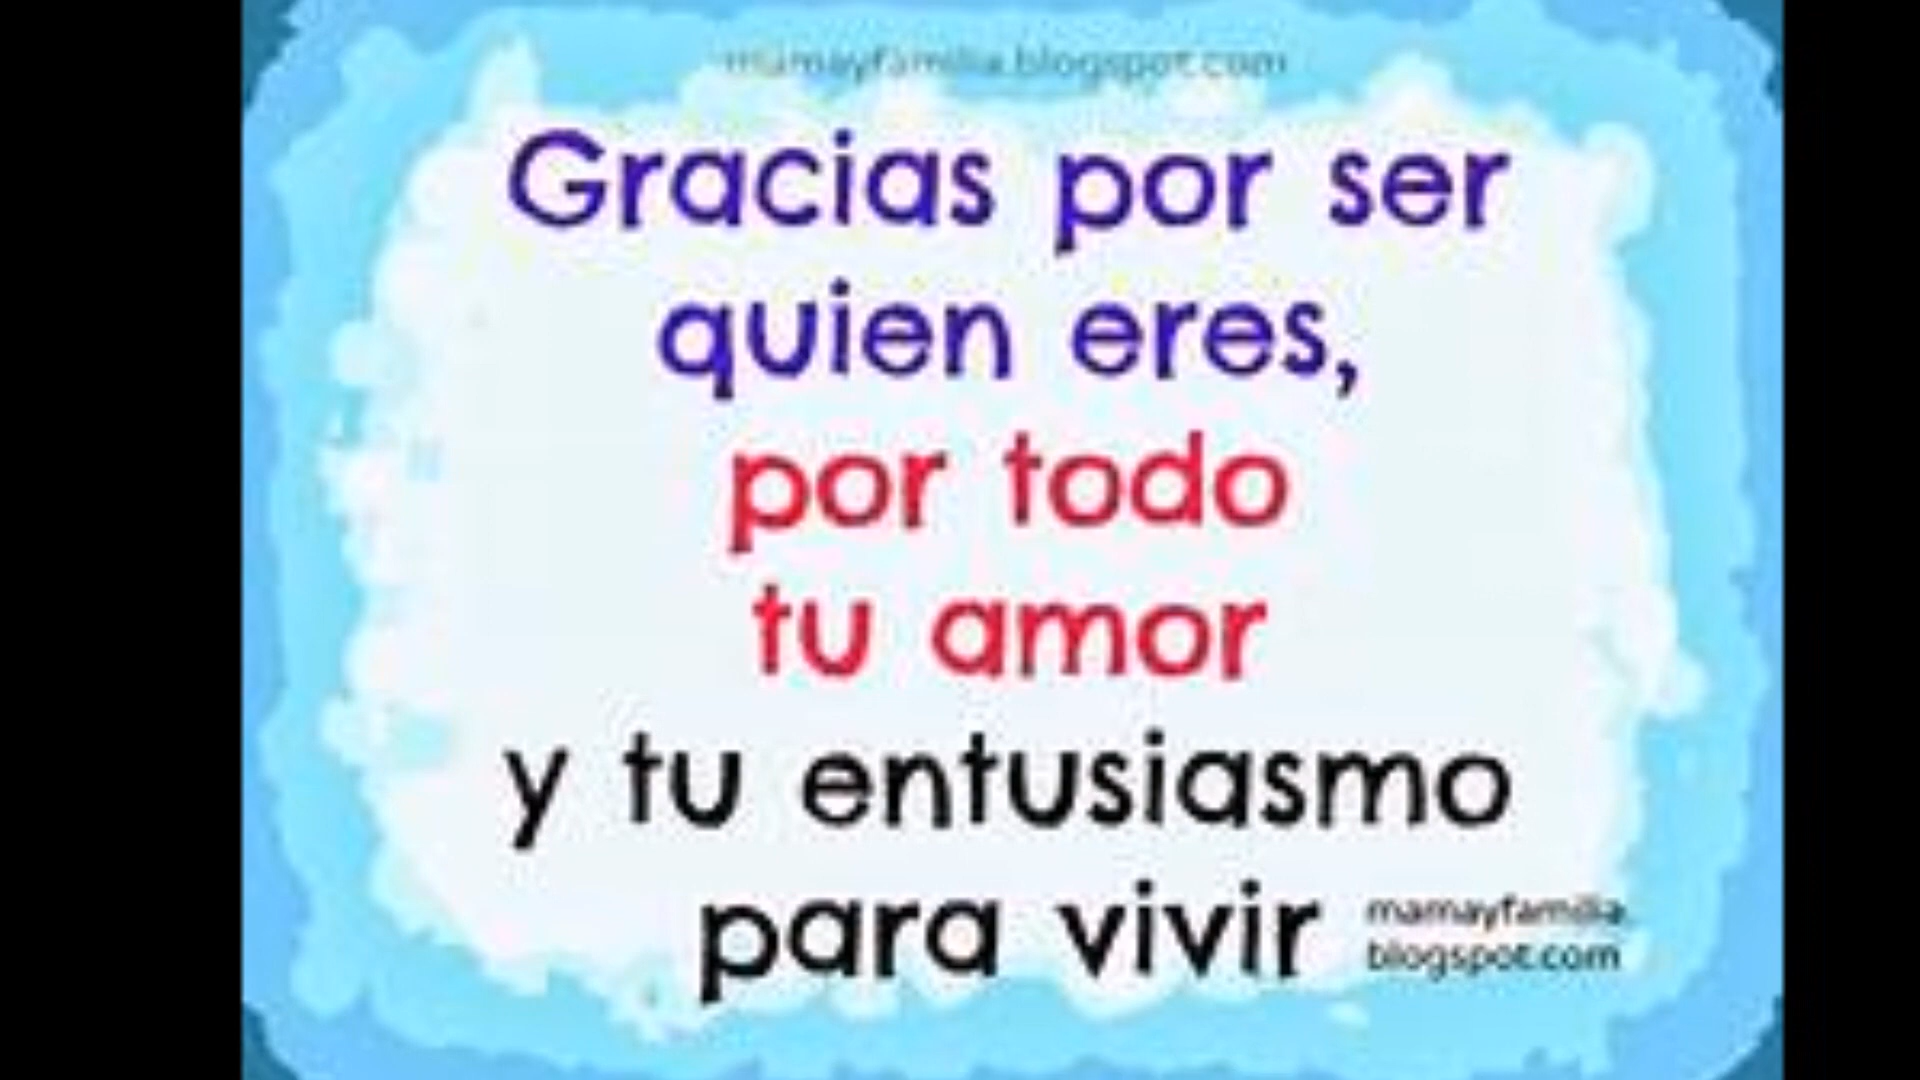 mamayfamilia.blogspot.com
Gracias por ser
quien eres,
por todo
tu amor
y tu entusiasmo
para vivir
mamayfamilia.
blogspot.com